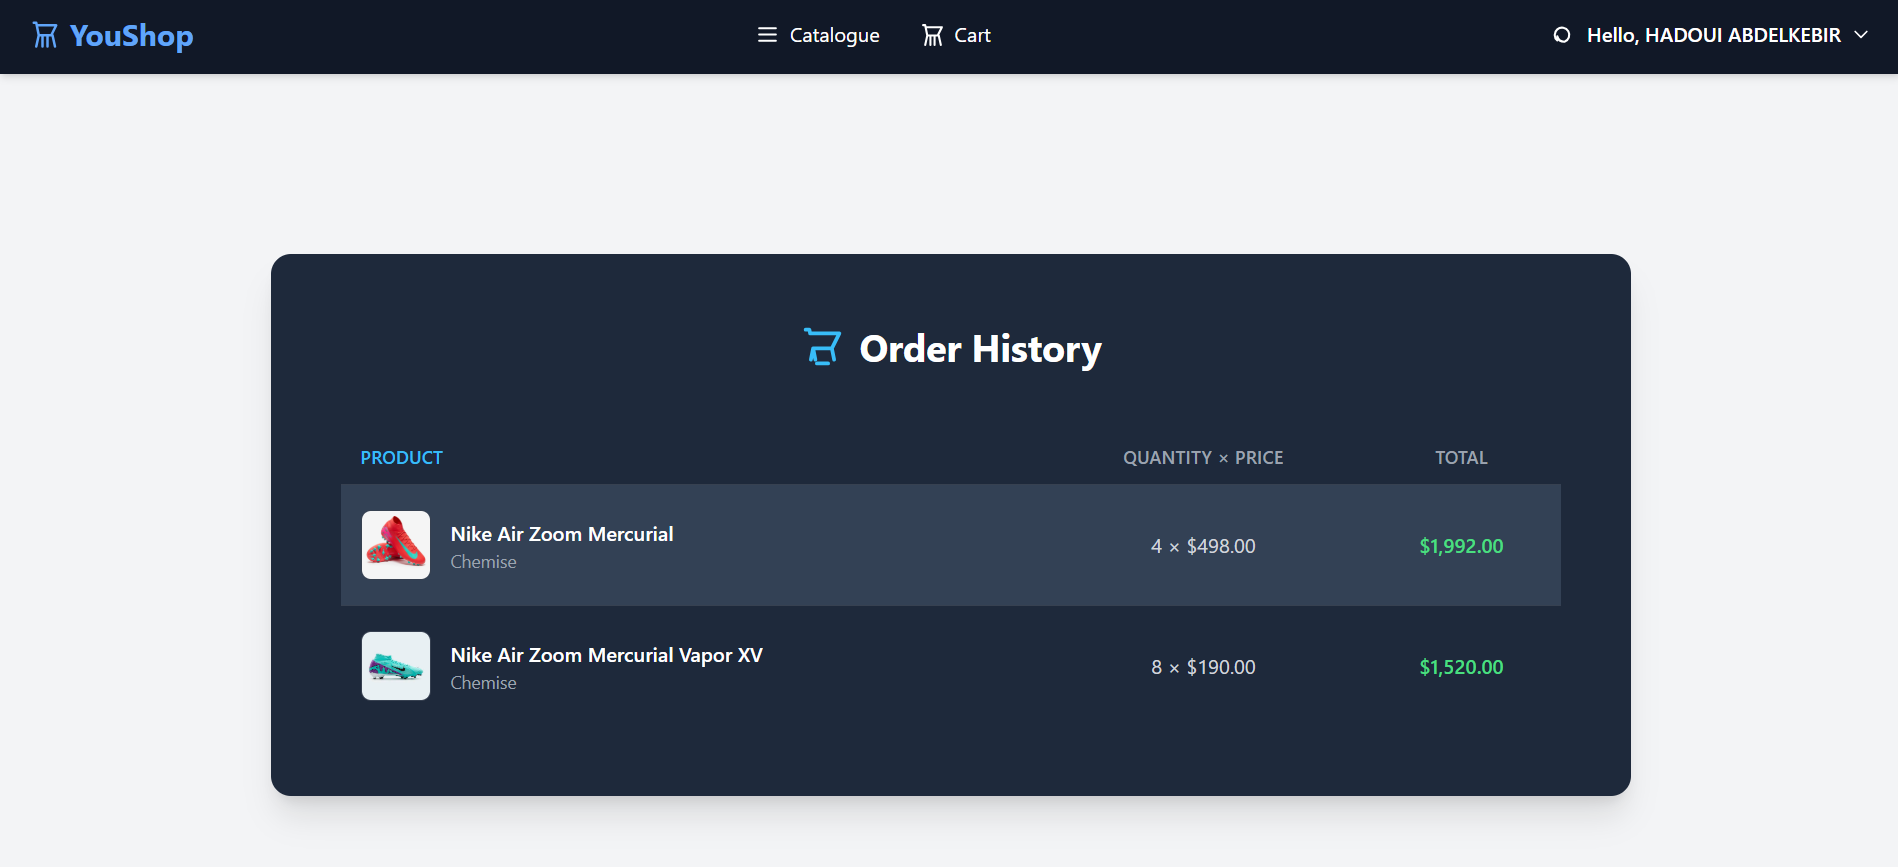 YouShop
Catalogue
Cart
Hello, HADOUI ABDELKEBIR
Order History
PRODUCT QUANTITY × PRICE TOTAL
Nike Air Zoom Mercurial
Chemise
4 × $498.00 $1,992.00
Nike Air Zoom Mercurial Vapor XV
Chemise
8 × $190.00 $1,520.00